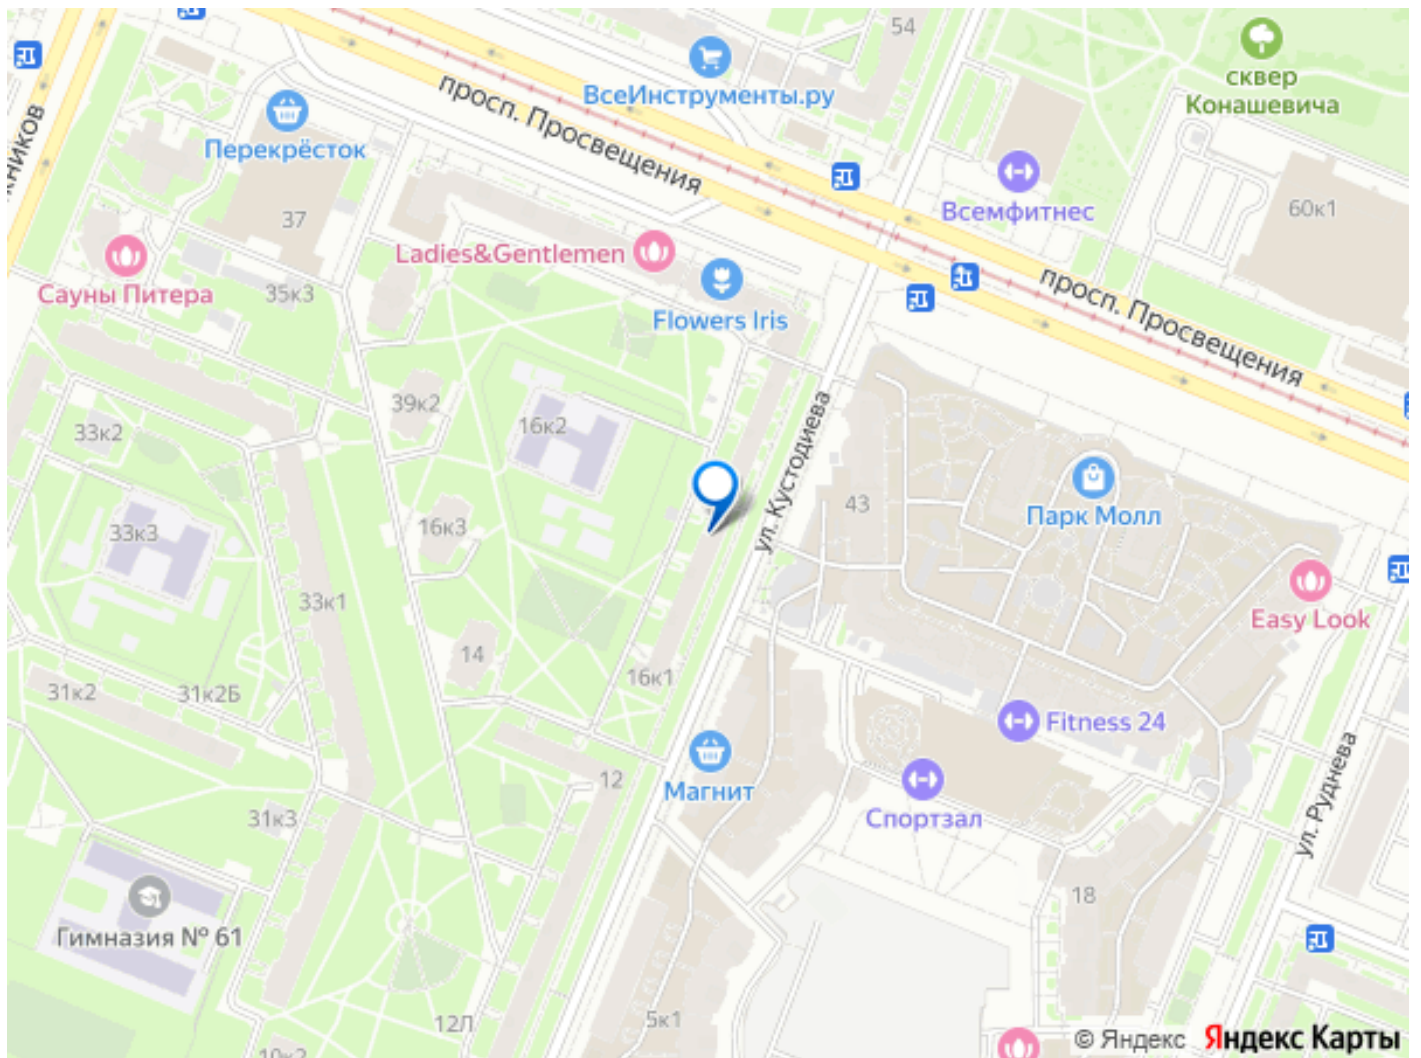 54
сквер
Конашевича
ВсеИнструменты.ру
просп. Просвещения
Перекрёсток
Всемфитнес
60к1
37
Ladies&Gentlemen
Сауны Питера
35к3
Flowers Iris
просп. Просвещения
39к2
16к2
33к2
ул. Кустодиева
43
Парк Молл
16к3
33к3
33к1
Easy Look
14
16к1
31к2
31к2Б
Fitness 24
12
Магнит
Спортзал
ул. Руднева
31к3
18
Гимназия № 61
5к1
12Л
10к2
© Яндекс Яндекс Карты